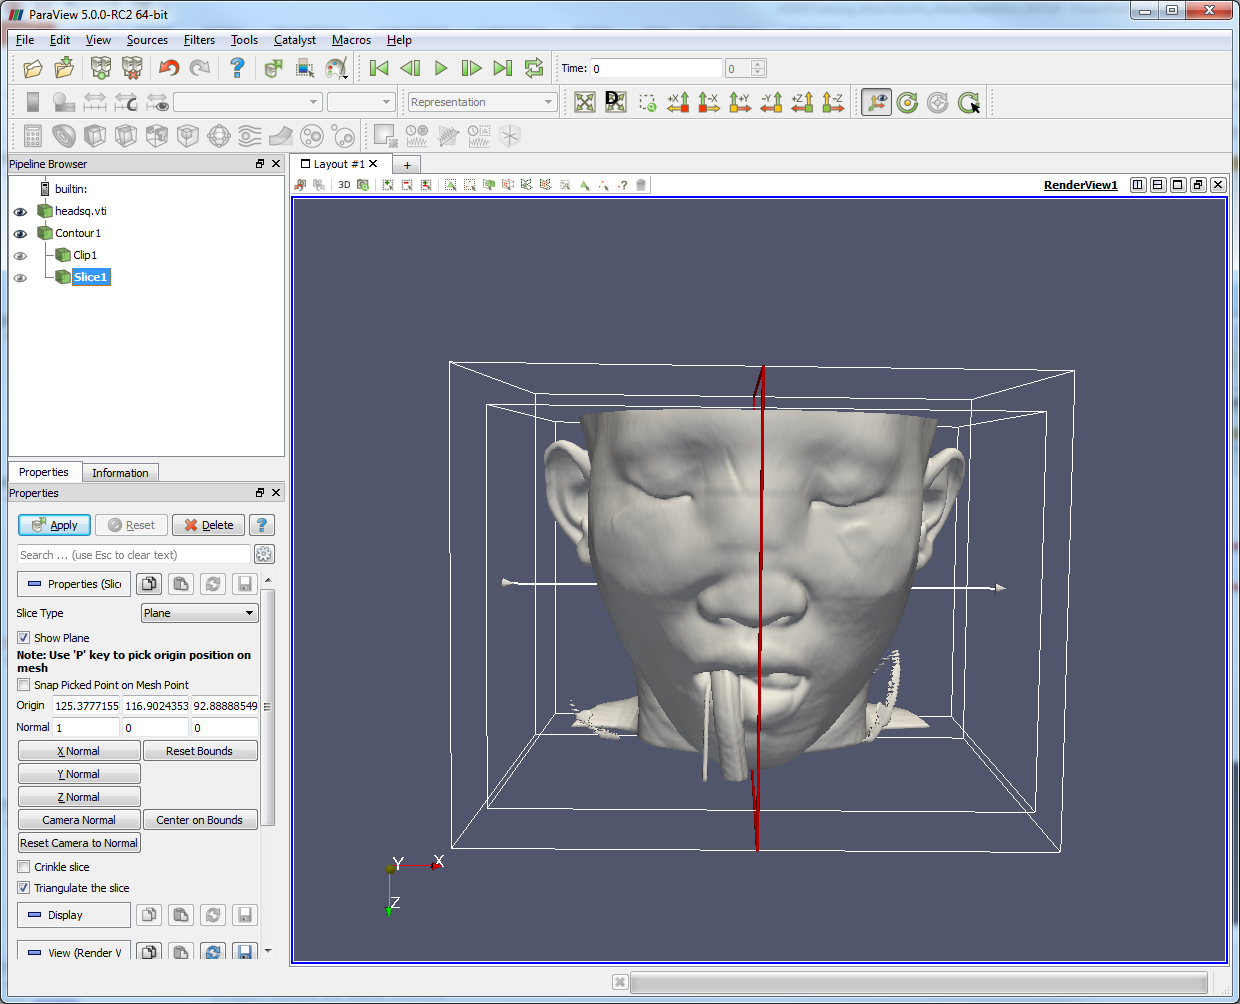 ParaView 5.0.0-RC2 64-bit
File Edit View Sources Filters Tools Catalyst Macros Help
Time: 0 0
Representation D +X -X +Y -Y +Z -Z
Pipeline Browser
builtin:
headsq.vti
Contour1
Clip1
Slice1
Properties Information
Properties
Apply Reset Delete ?
Search ... (use Esc to clear text)
Properties (Slic
Slice Type Plane
Show Plane
Note: Use 'P' key to pick origin position on
mesh
Snap Picked Point on Mesh Point
Origin 125.3777155 116.9024353 92.88888549
Normal 1 0 0
X Normal Reset Bounds
Y Normal
Z Normal
Camera Normal Center on Bounds
Reset Camera to Normal
Crinkle slice
Triangulate the slice
Display
View (Render V
Layout #1 +
3D RenderView1
Y X
Z